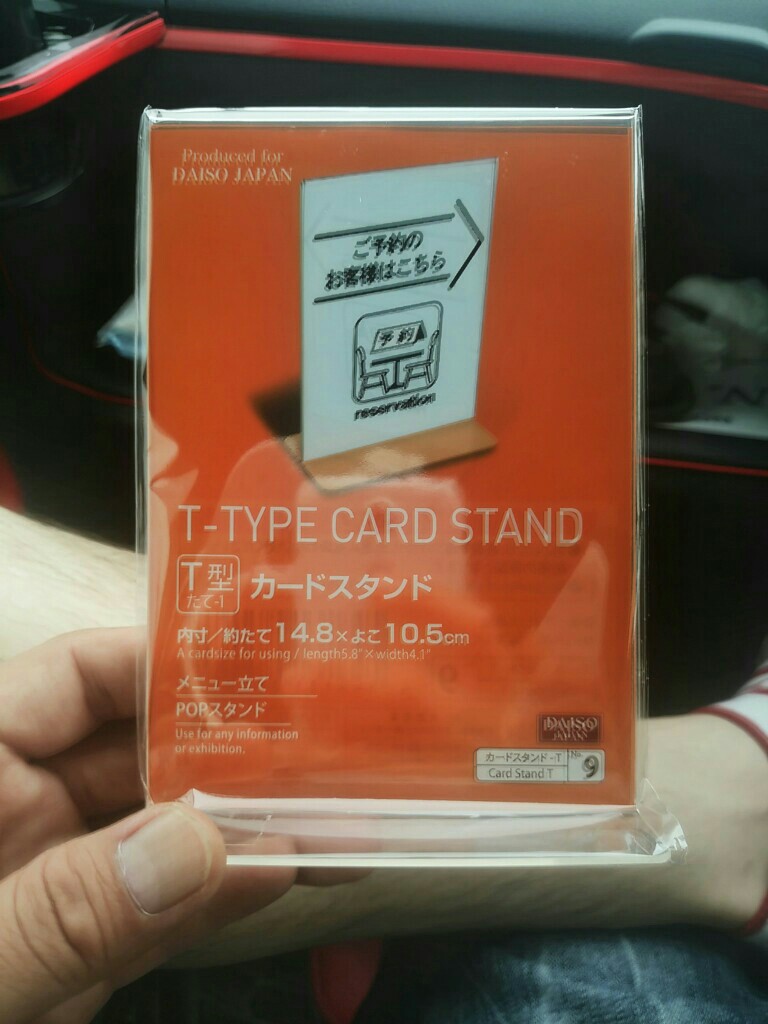 Produced for
DAISO JAPAN
ご予約の
お客様はこちら
予約
reservation
T-TYPE CARD STAND
T型
たて-1
カードスタンド
内寸/約たて14.8×よこ10.5cm
A cardsize for using / length5.8"×width4.1"
メニュー立て
POPスタンド
Use for any information
or exhibition.
DAISO
JAPAN
カードスタンド-T
Card Stand T
No.
9